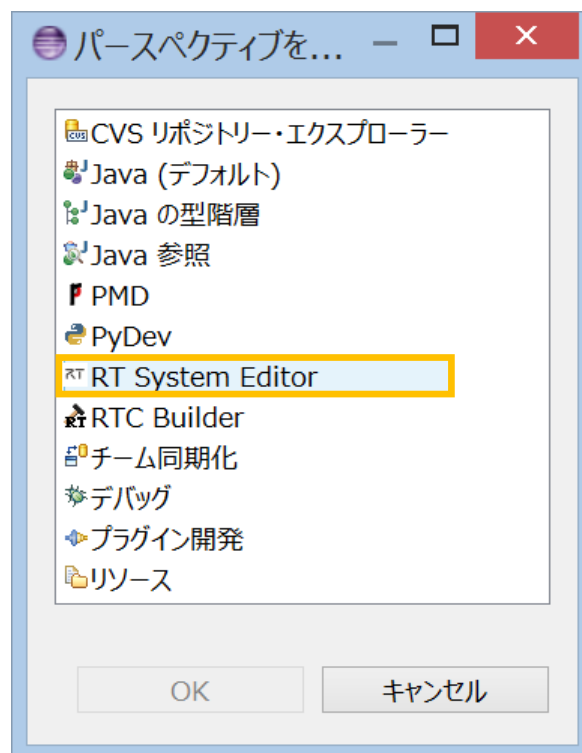 パースペクティブを...
CVS リポジトリー・エクスプローラー
Java (デフォルト)
Java の型階層
Java 参照
PMD
PyDev
RT System Editor
RTC Builder
チーム同期化
デバッグ
プラグイン開発
リソース
OK
キャンセル